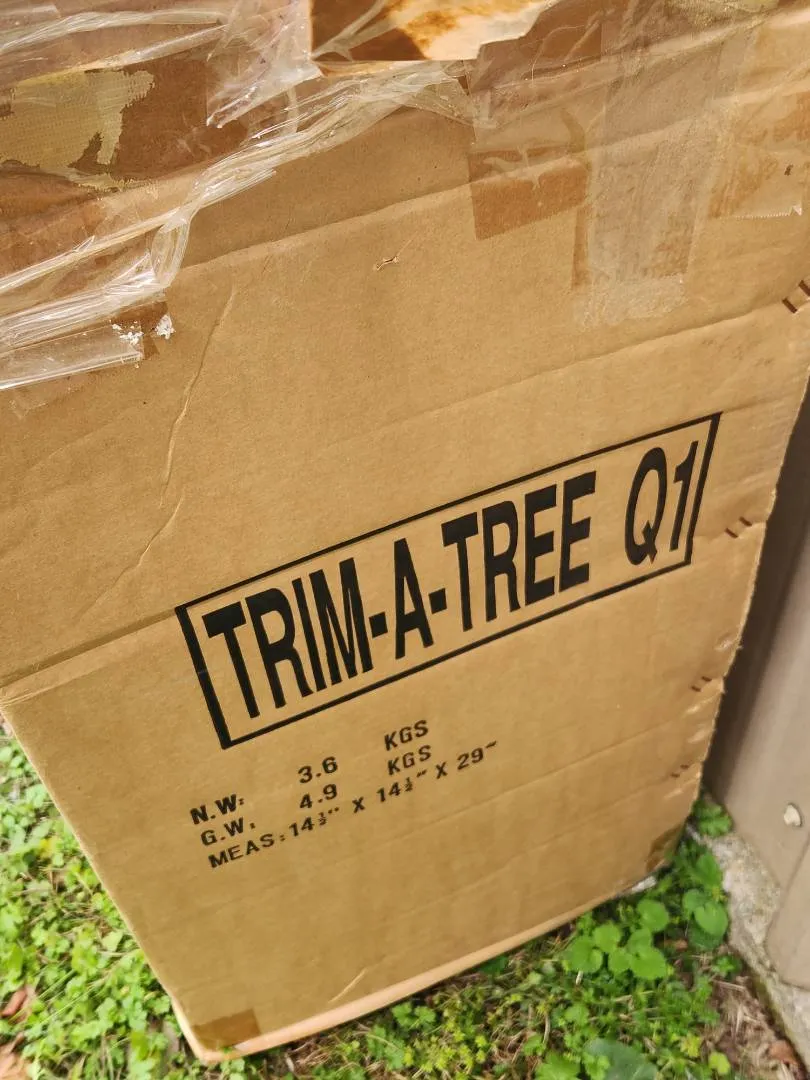 TRIM-A-TREE Q1
N.W: 3.6 KGS
G.W. 4.9 KGS
MEAS: 14½" X 14½" X 29"